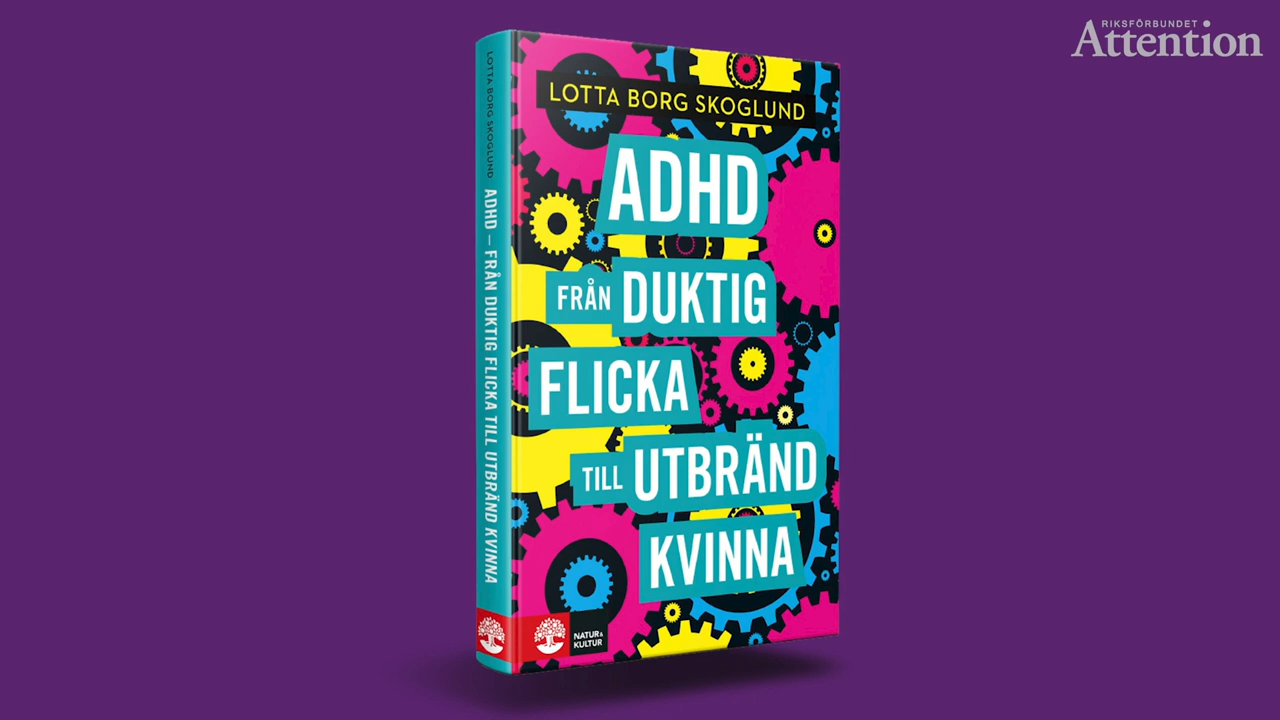 RIKSFÖRBUNDET
Attention
LOTTA BORG SKOGLUND
ADHD
FRÅN DUKTIG
FLICKA
TILL UTBRÄND
KVINNA
NATUR &
KULTUR
LOTTA BORG SKOGLUND ADHD – FRÅN DUKTIG FLICKA TILL UTBRÄND KVINNA